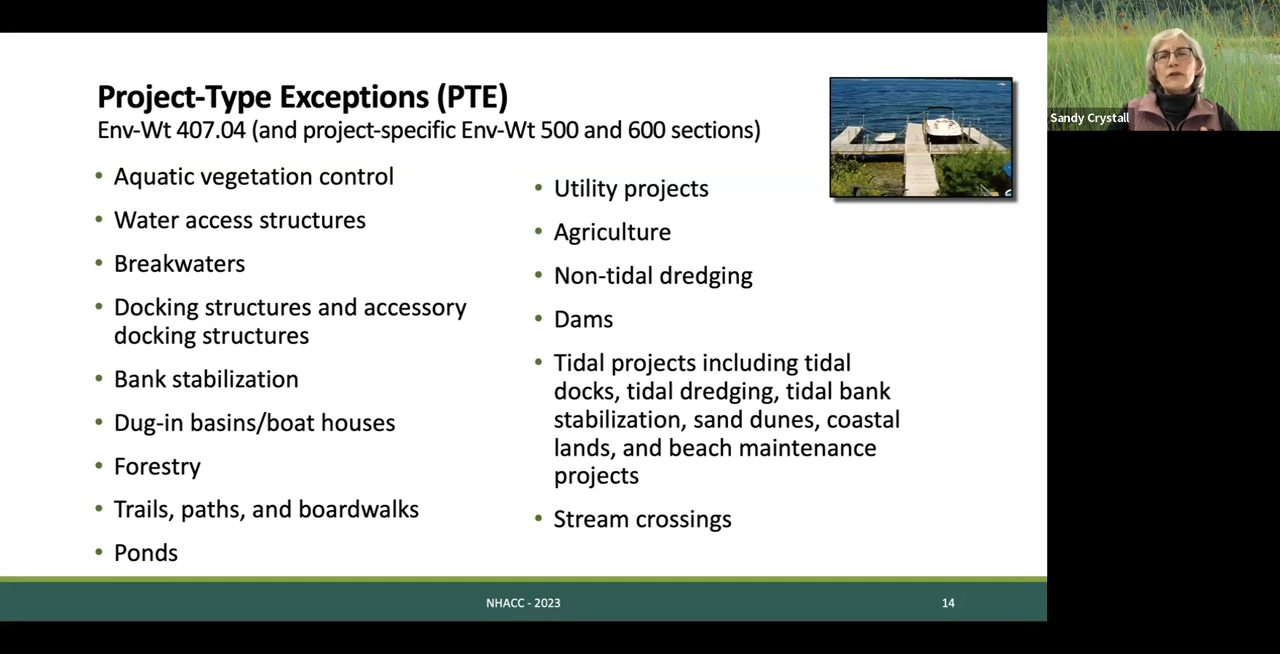 Project-Type Exceptions (PTE)
Env-Wt 407.04 (and project-specific Env-Wt 500 and 600 sections)
• Aquatic vegetation control
• Water access structures
• Breakwaters
• Docking structures and accessory
docking structures
• Bank stabilization
• Dug-in basins/boat houses
• Forestry
• Trails, paths, and boardwalks
• Ponds
• Utility projects
• Agriculture
• Non-tidal dredging
• Dams
• Tidal projects including tidal
docks, tidal dredging, tidal bank
stabilization, sand dunes, coastal
lands, and beach maintenance
projects
• Stream crossings
NHACC - 2023
14
Sandy Crystall